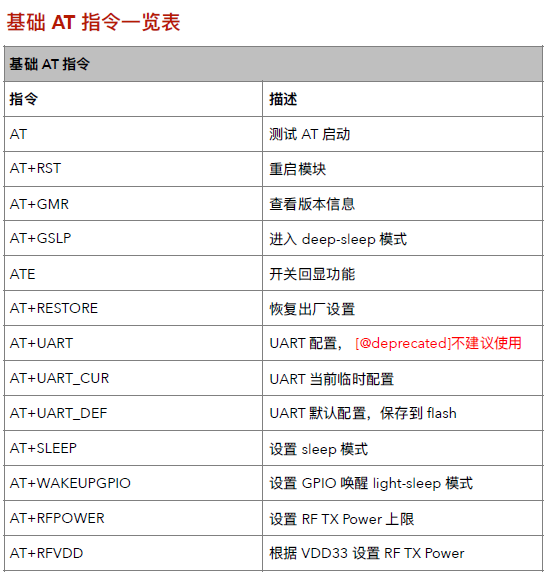 基础 AT 指令一览表
基础 AT 指令
指令 描述
AT 测试 AT 启动
AT+RST 重启模块
AT+GMR 查看版本信息
AT+GSLP 进入 deep-sleep 模式
ATE 开关回显功能
AT+RESTORE 恢复出厂设置
AT+UART UART 配置， [@deprecated]不建议使用
AT+UART_CUR UART 当前临时配置
AT+UART_DEF UART 默认配置，保存到 flash
AT+SLEEP 设置 sleep 模式
AT+WAKEUPGPIO 设置 GPIO 唤醒 light-sleep 模式
AT+RFPOWER 设置 RF TX Power 上限
AT+RFVDD 根据 VDD33 设置 RF TX Power